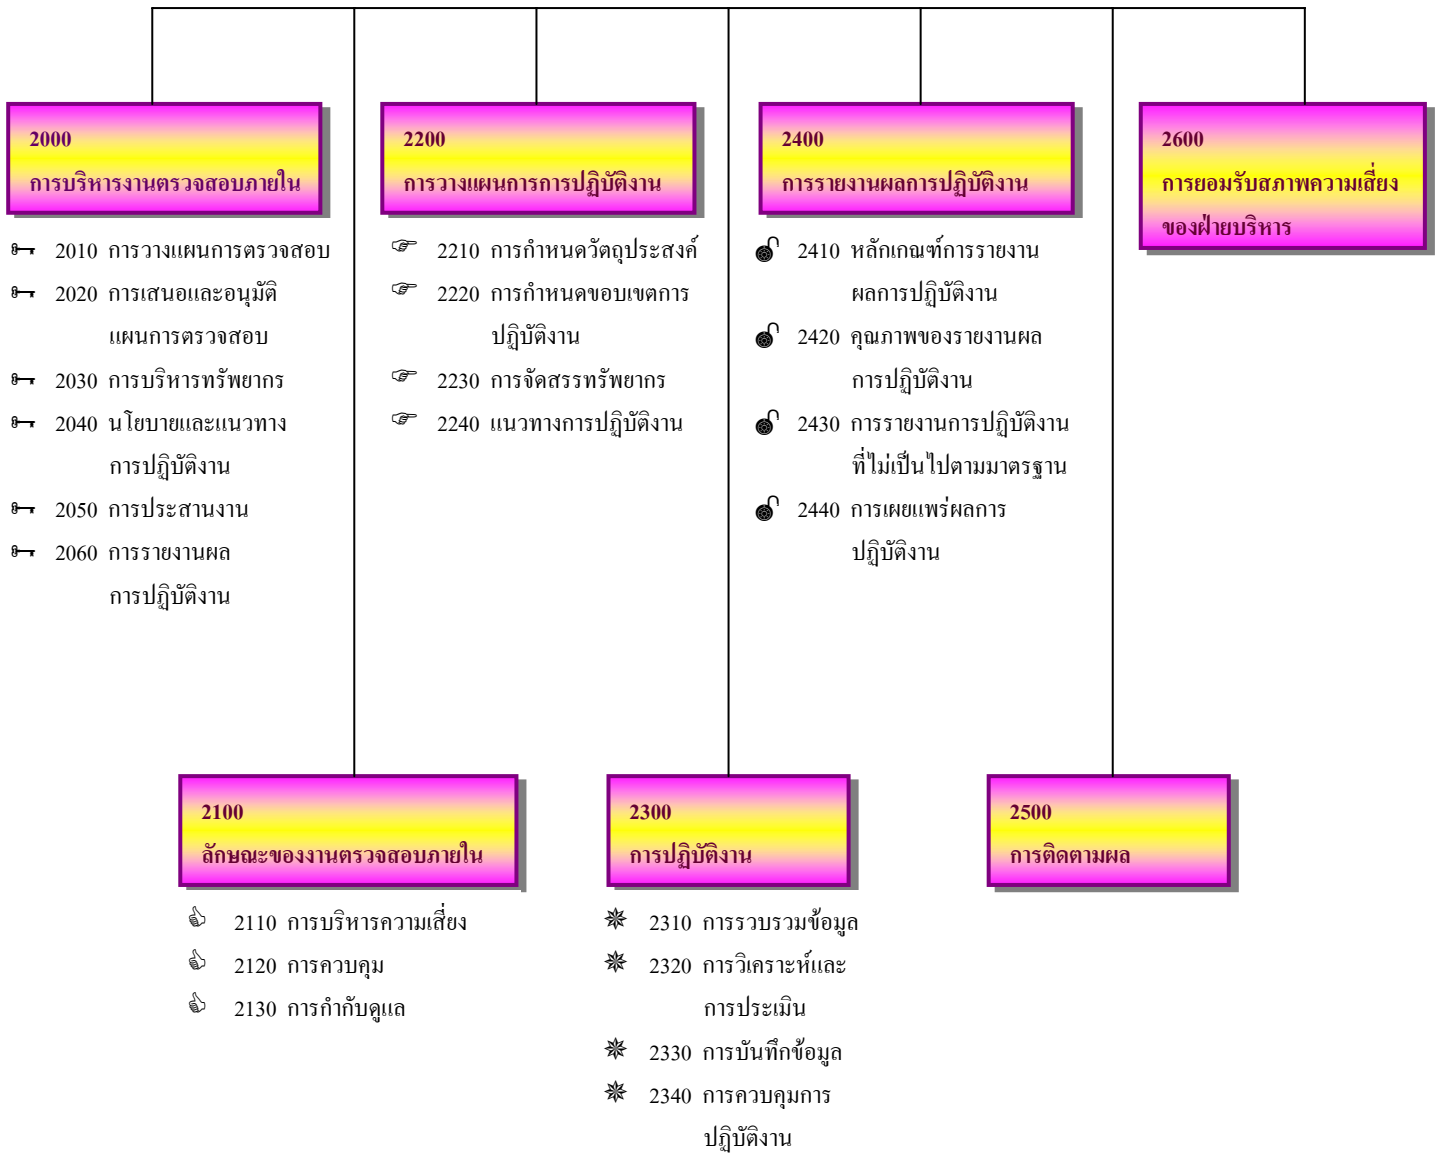 2000
การบริหารงานตรวจสอบภายใน
2010 การวางแผนการตรวจสอบ
2020 การเสนอและอนุมัติ
แผนการตรวจสอบ
2030 การบริหารทรัพยากร
2040 นโยบายและแนวทาง
การปฏิบัติงาน
2050 การประสานงาน
2060 การรายงานผล
การปฏิบัติงาน
2200
การวางแผนการการปฏิบัติงาน
2210 การกำหนดวัตถุประสงค์
2220 การกำหนดขอบเขตการ
ปฏิบัติงาน
2230 การจัดสรรทรัพยากร
2240 แนวทางการปฏิบัติงาน
2400
การรายงานผลการปฏิบัติงาน
2410 หลักเกณฑ์การรายงาน
ผลการปฏิบัติงาน
2420 คุณภาพของรายงานผล
การปฏิบัติงาน
2430 การรายงานการปฏิบัติงาน
ที่ไม่เป็นไปตามมาตรฐาน
2440 การเผยแพร่ผลการ
ปฏิบัติงาน
2600
การยอมรับสภาพความเสี่ยง
ของฝ่ายบริหาร
2100
ลักษณะของงานตรวจสอบภายใน
2110 การบริหารความเสี่ยง
2120 การควบคุม
2130 การกำกับดูแล
2300
การปฏิบัติงาน
2310 การรวบรวมข้อมูล
2320 การวิเคราะห์และ
การประเมิน
2330 การบันทึกข้อมูล
2340 การควบคุมการ
ปฏิบัติงาน
2500
การติดตามผล